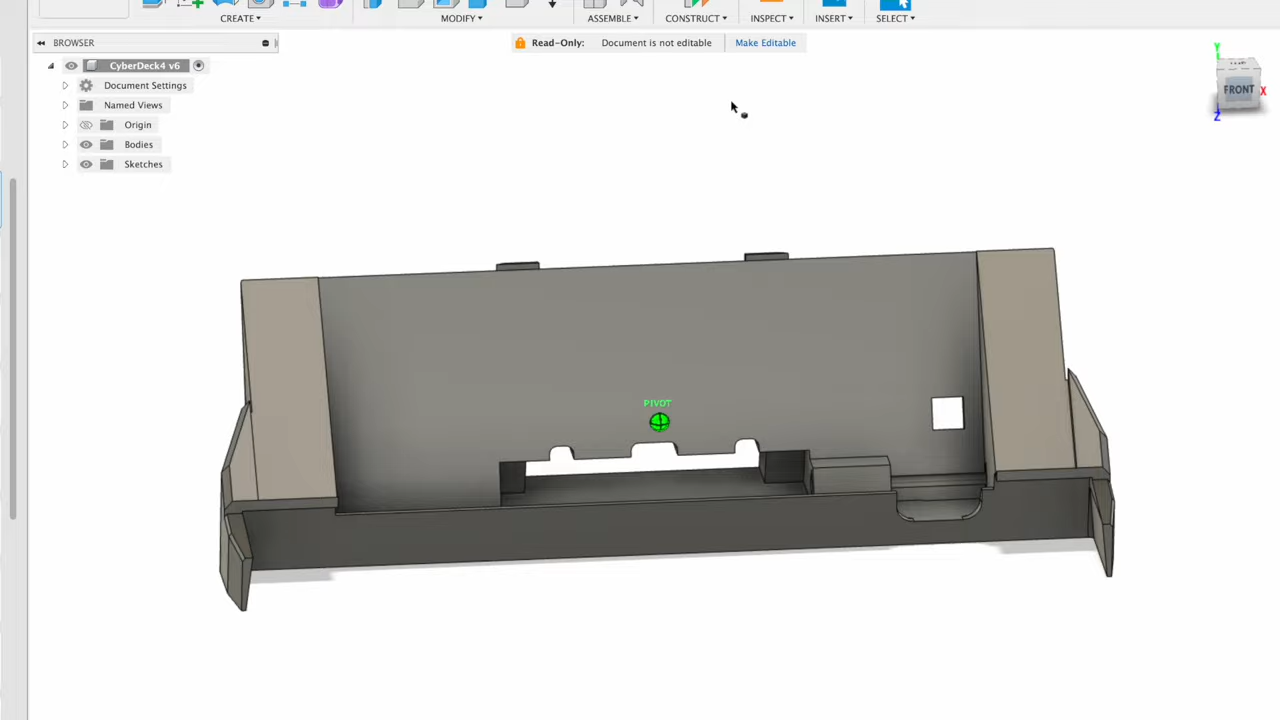 CREATE▾
MODIFY▾
ASSEMBLE▾
CONSTRUCT▾
INSPECT▾
INSERT▾
SELECT▾
BROWSER
Read-Only: Document is not editable Make Editable
CyberDeck4 v6
Document Settings
Named Views
Origin
Bodies
Sketches
Y
FRONT
X
Z
PIVOT